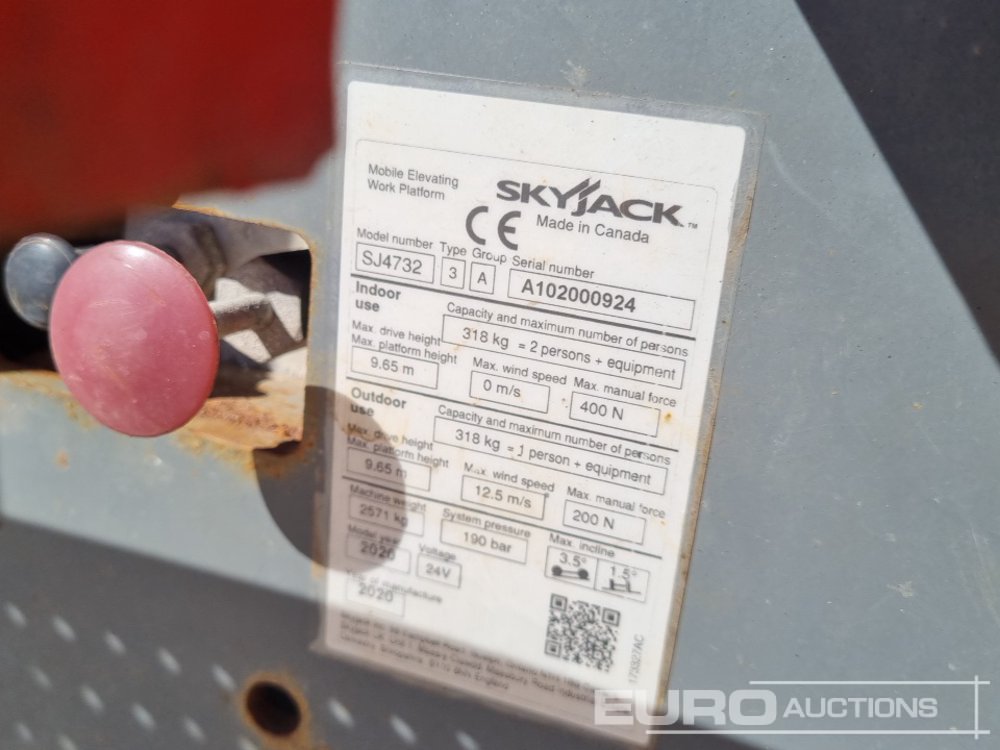 Mobile Elevating
Work Platform
SKYJACK™
CE
Made in Canada
Model number Type Group Serial number
SJ4732 3 A A102000924
Indoor
use
Capacity and maximum number of persons
318 kg = 2 persons + equipment
Max. drive height
Max. platform height
9.65 m
Max. wind speed
0 m/s
Max. manual force
400 N
Outdoor
use
Capacity and maximum number of persons
318 kg = 1 person + equipment
Max. drive height
Max. platform height
9.65 m
Max. wind speed
12.5 m/s
Max. manual force
200 N
Machine weight
2571 kg
System pressure
190 bar
Max. incline
3.5°
1.5°
Model year
2020
Voltage
24V
of manufacture
2020
173327AC
EURO AUCTIONS